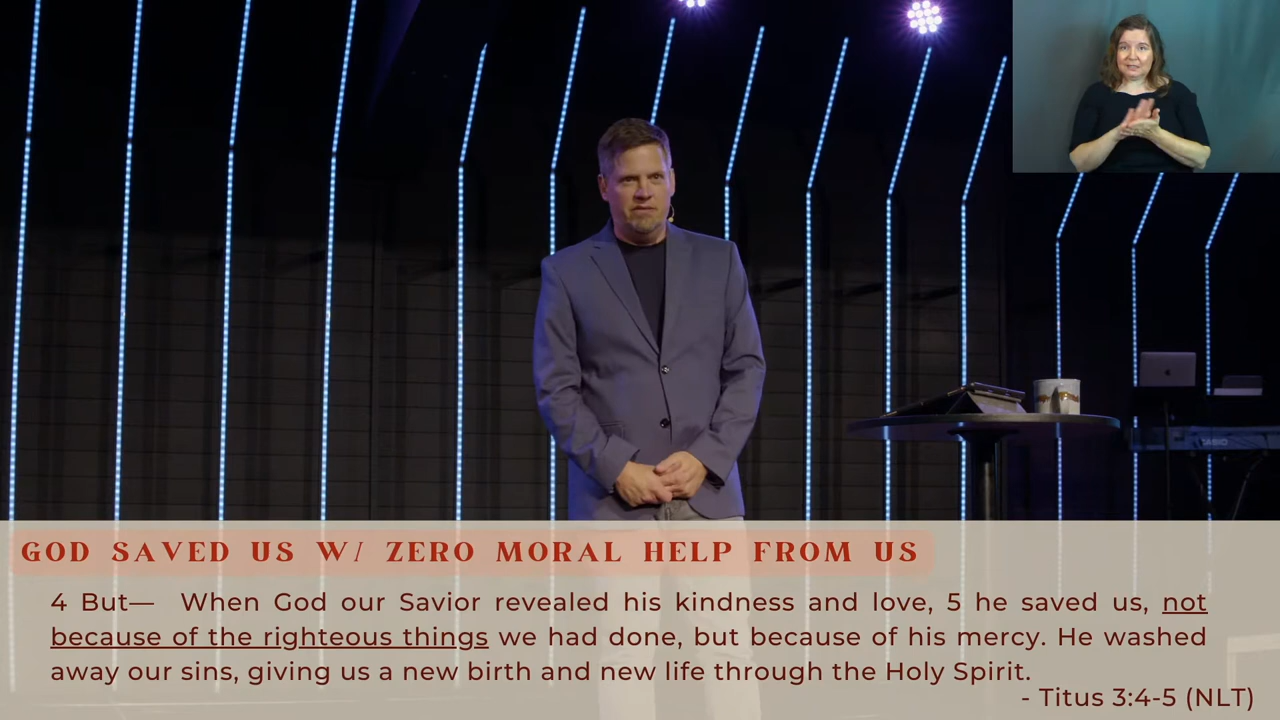 CASIO
GOD SAVED US W/ ZERO MORAL HELP FROM US
4 But— When God our Savior revealed his kindness and love, 5 he saved us, not
because of the righteous things we had done, but because of his mercy. He washed
away our sins, giving us a new birth and new life through the Holy Spirit.
- Titus 3:4-5 (NLT)